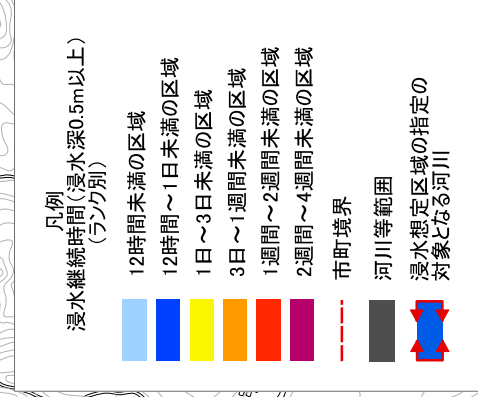 凡例
浸水継続時間(浸水深0.5m以上)
(ランク別)
12時間未満の区域
12時間～1日未満の区域
1日～3日未満の区域
3日～1週間未満の区域
1週間～2週間未満の区域
2週間～4週間未満の区域
市町境界
河川等範囲
浸水想定区域の指定の
対象となる河川